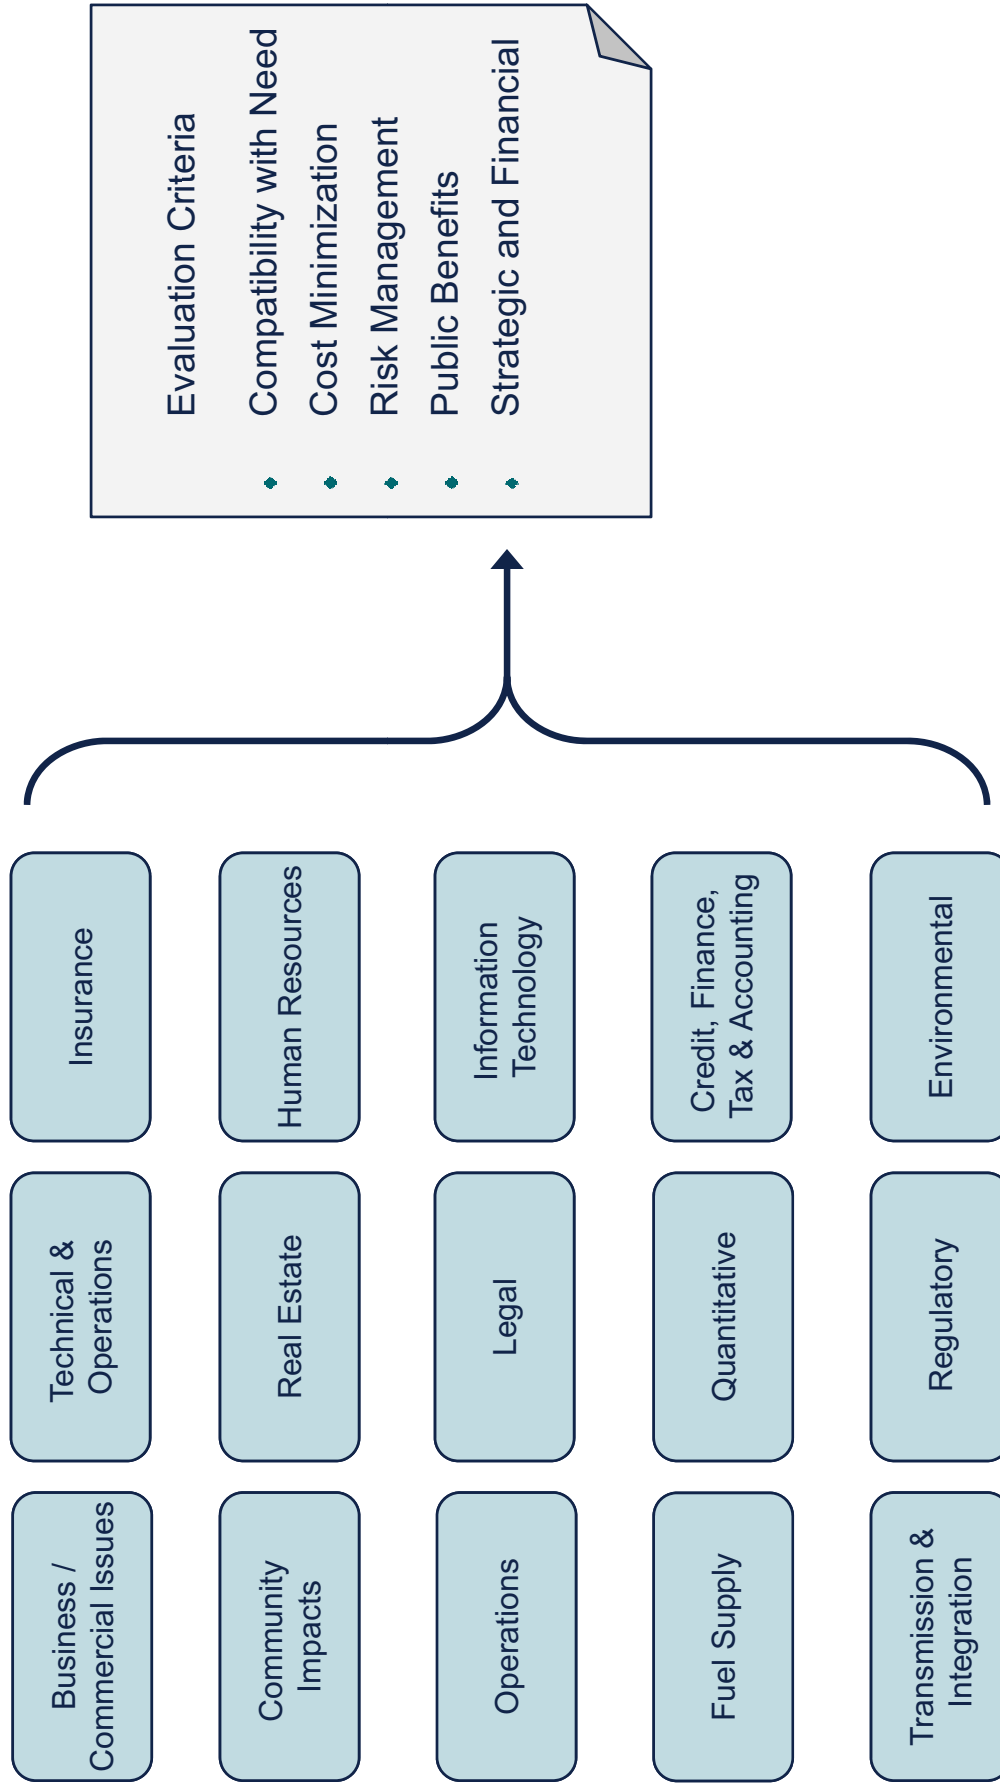 Business /
Commercial Issues
Technical &
Operations
Insurance
Community
Impacts
Real Estate
Human Resources
Operations
Legal
Information
Technology
Fuel Supply
Quantitative
Credit, Finance,
Tax & Accounting
Transmission &
Integration
Regulatory
Environmental
Evaluation Criteria
Compatibility with Need
Cost Minimization
Risk Management
Public Benefits
Strategic and Financial